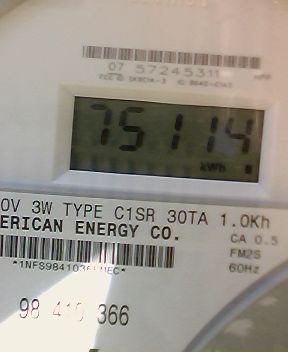 07 57245311
75114
kWh
0V 3W TYPE C1SR 30TA 1.0Kh
ERICAN ENERGY CO.
CA 0.5
FM2S
60Hz
98 410 366